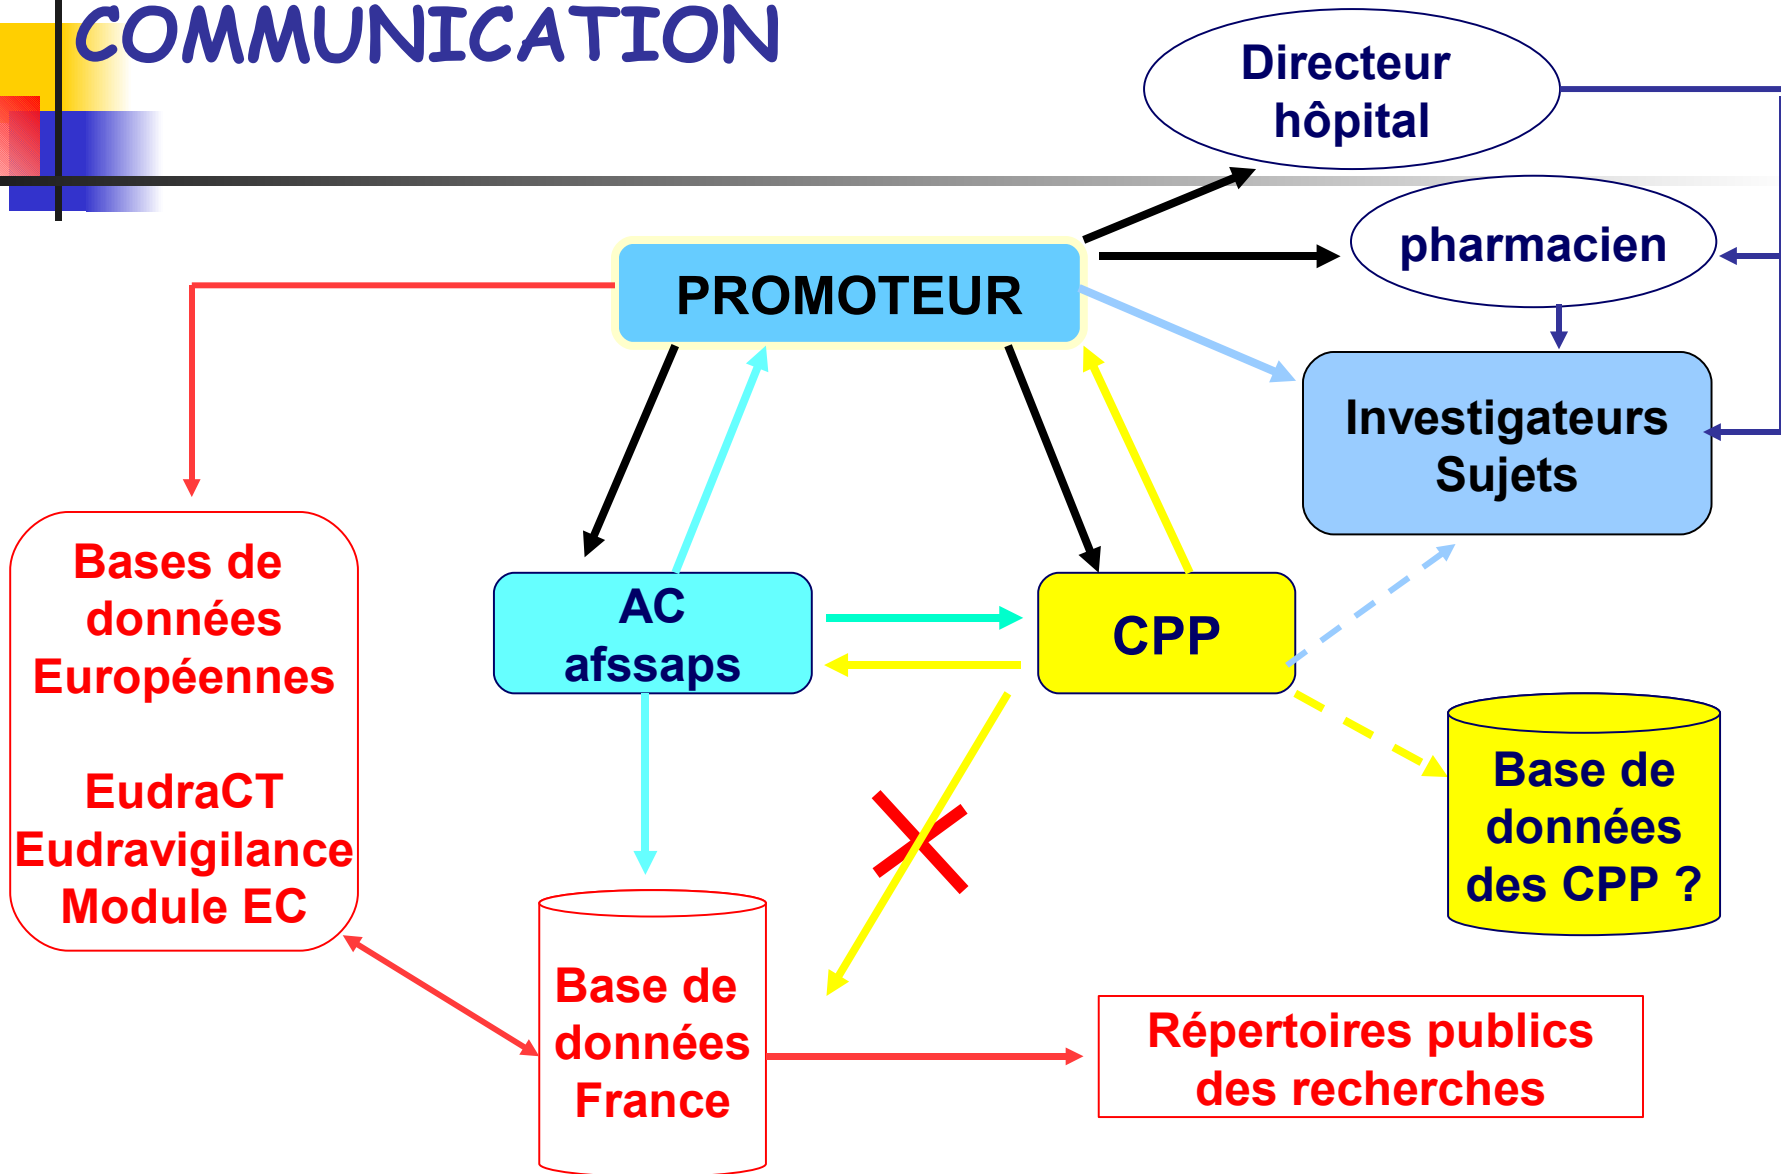 COMMUNICATION
Directeur
hôpital
pharmacien
PROMOTEUR
Investigateurs
Sujets
Bases de
données
Européennes
EudraCT
Eudravigilance
Module EC
AC
afssaps
CPP
Base de
données
des CPP ?
Base de
données
France
Répertoires publics
des recherches